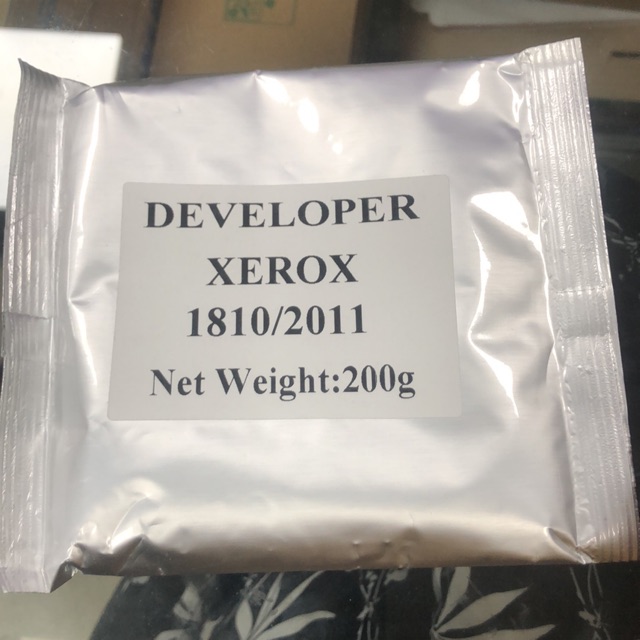 DEVELOPER
XEROX
1810/2011
Net Weight:200g